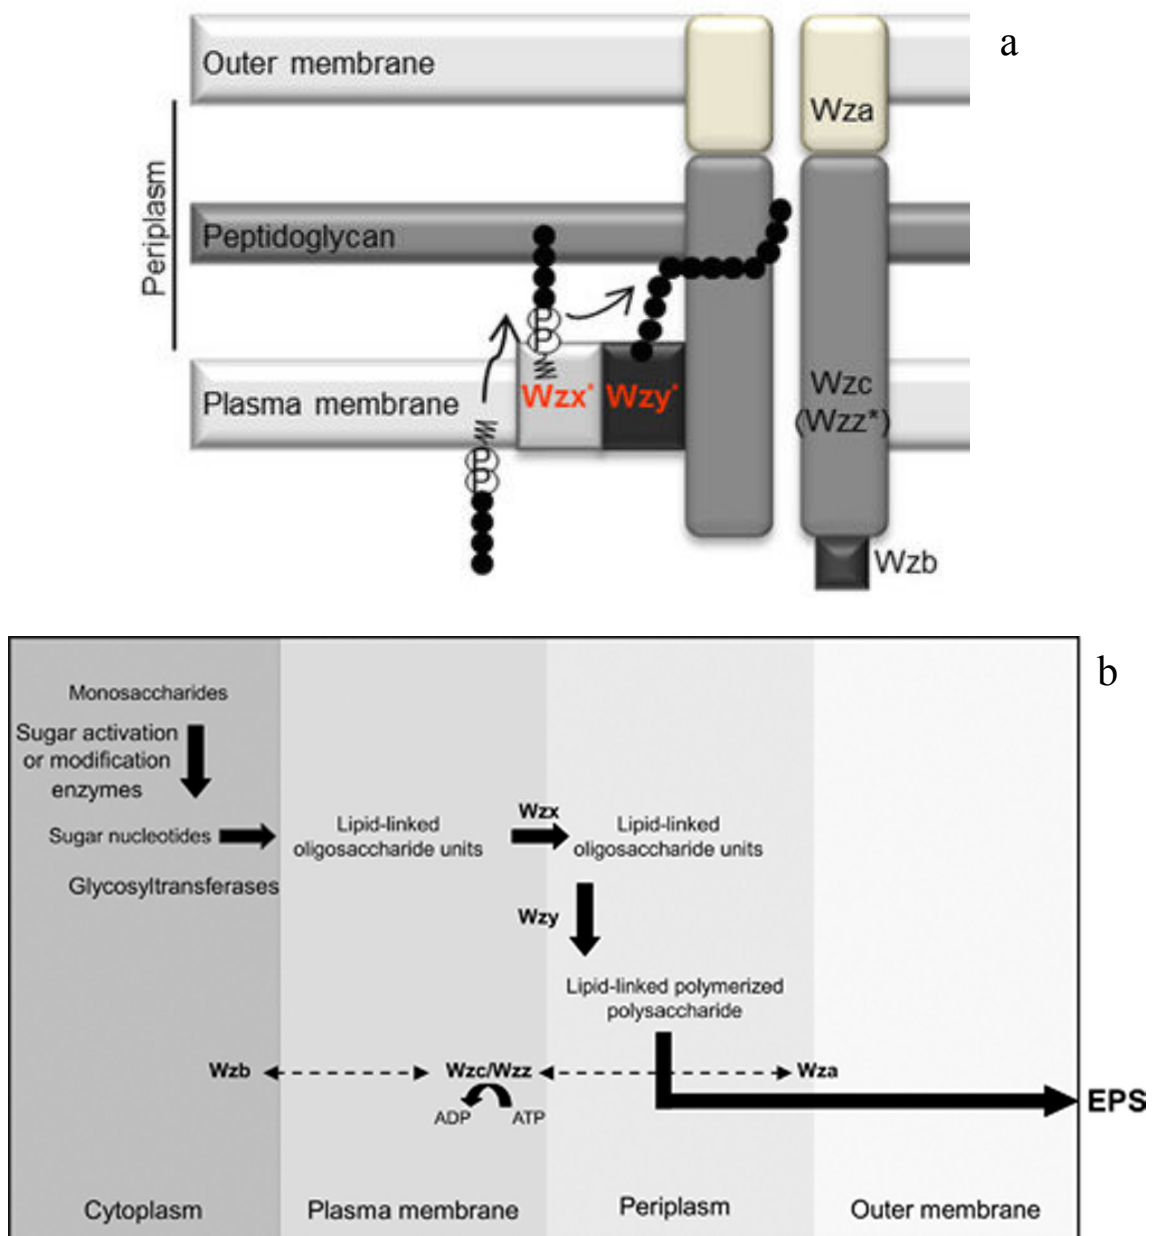 a
Outer membrane
Wza
Periplasm
Peptidoglycan
Plasma membrane
Wzx*
Wzy*
Wzc
(Wzz*)
Wzb
P
P
P
P
b
Monosaccharides
Sugar activation
or modification
enzymes
Sugar nucleotides
Glycosyltransferases
Lipid-linked
oligosaccharide units
Wzx
Lipid-linked
oligosaccharide units
Wzy
Lipid-linked polymerized
polysaccharide
Wzb
Wzc/Wzz
Wza
ADP
ATP
EPS
Cytoplasm
Plasma membrane
Periplasm
Outer membrane